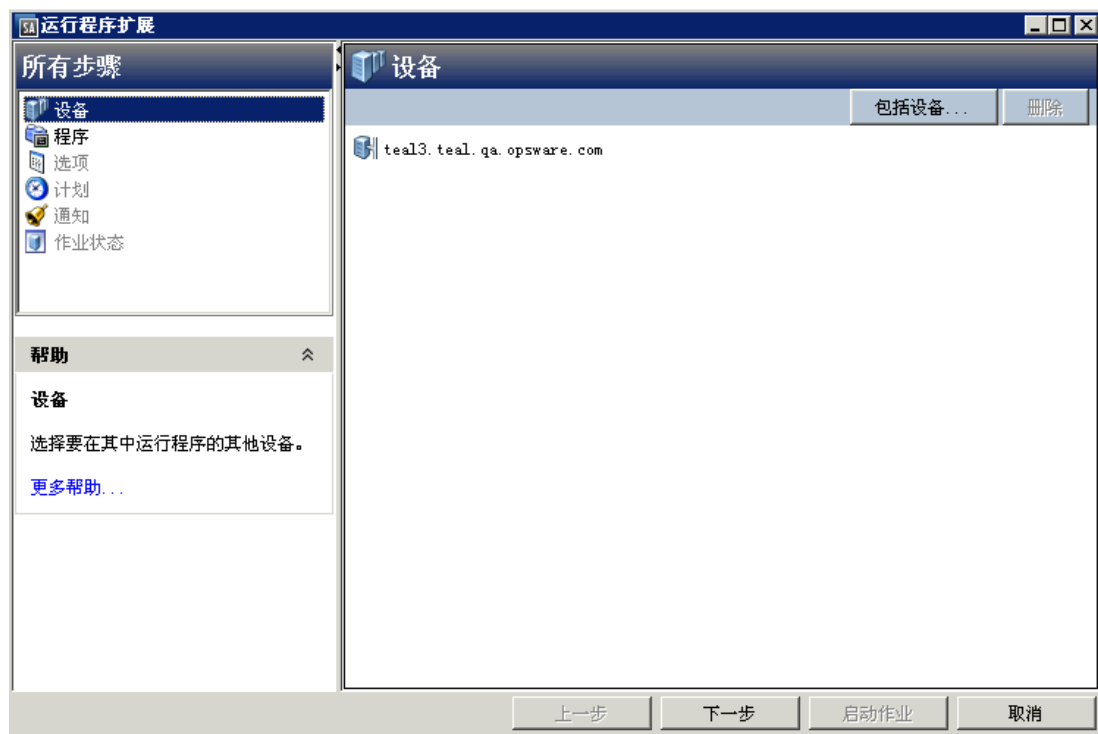 SA 运行程序扩展
所有步骤
设备
程序
选项
计划
通知
作业状态
帮助
设备
选择要在其中运行程序的其他设备。
更多帮助...
设备
包括设备...
删除
teal3.teal.qa.opsware.com
上一步
下一步
启动作业
取消